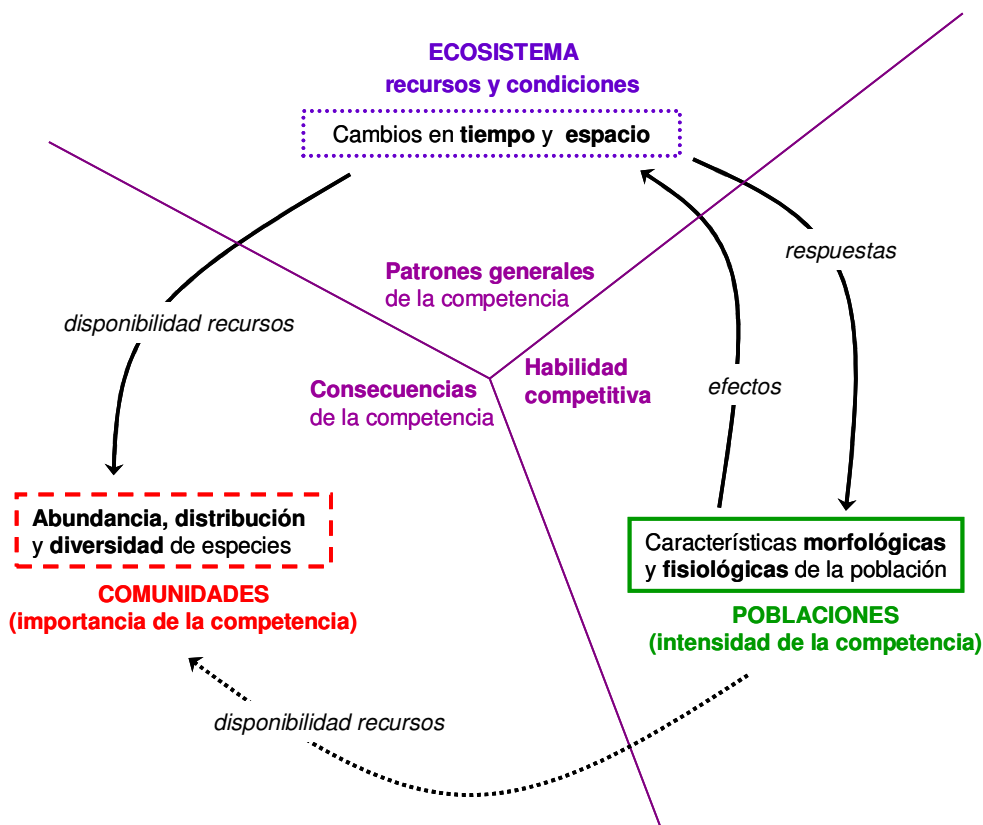 ECOSISTEMA
recursos y condiciones
Cambios en tiempo y espacio
respuestas
Patrones generales
de la competencia
disponibilidad recursos
Habilidad
competitiva
Consecuencias
de la competencia
efectos
Abundancia, distribución
y diversidad de especies
COMUNIDADES
(importancia de la competencia)
Características morfológicas
y fisiológicas de la población
POBLACIONES
(intensidad de la competencia)
disponibilidad recursos